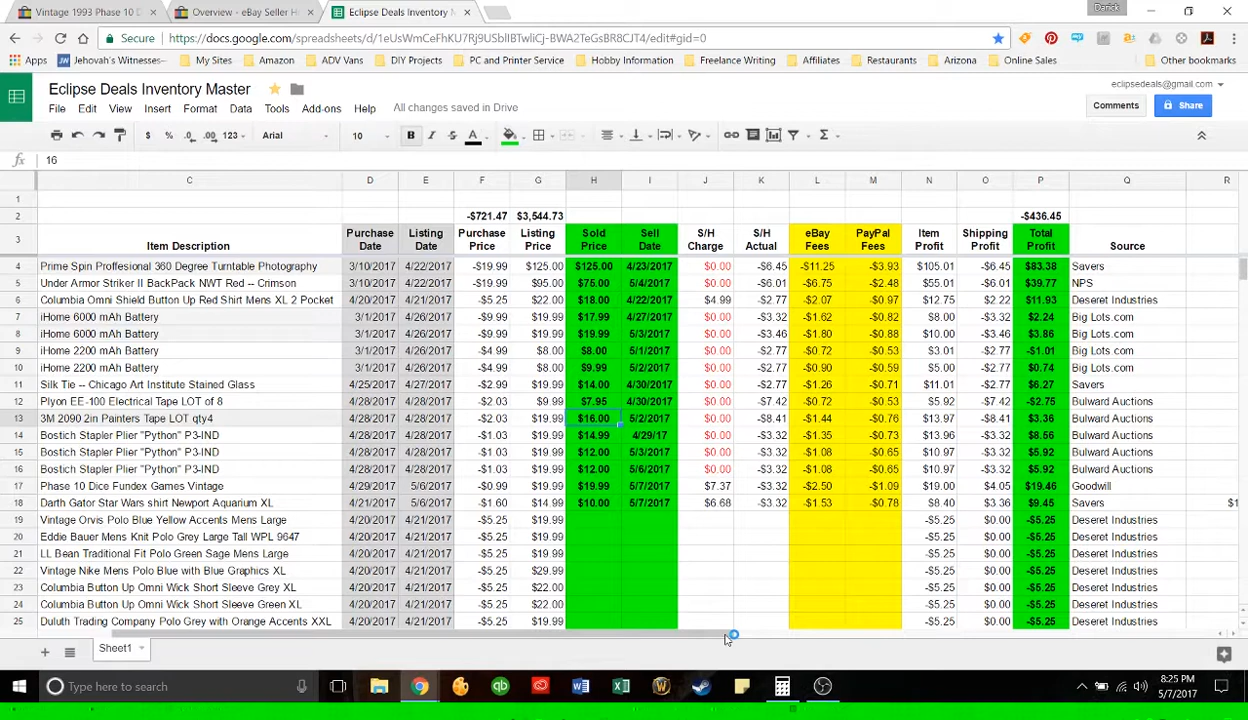 Vintage 1993 Phase 10 D × Overview - eBay Seller H × Eclipse Deals Inventory M × Darick
Secure https://docs.google.com/spreadsheets/d/1eUsWmCeFhKU7Rj9USblIBTwliCj-BWA2TeGsBR8CJT4/edit#gid=0
Apps Jehovah's Witnesses-- My Sites Amazon ADV Vans DIY Projects PC and Printer Service Hobby Information Freelance Writing Affiliates Restaurants Arizona Online Sales Other bookmarks
Eclipse Deals Inventory Master eclipsedeals@gmail.com
File Edit View Insert Format Data Tools Add-ons Help All changes saved in Drive Comments Share
$ % .0 .00 123 Arial 10 B I S A Σ
fx 16
C D E F G H I J K L M N O P Q R
1
2 -$721.47 $3,544.73 -$436.45
3 Item Description Purchase Date Listing Date Purchase Price Listing Price Sold Price Sell Date S/H Charge S/H Actual eBay Fees PayPal Fees Item Profit Shipping Profit Total Profit Source
4 Prime Spin Proffesional 360 Degree Turntable Photography 3/10/2017 4/22/2017 -$19.99 $125.00 $125.00 4/23/2017 $0.00 -$6.45 -$11.25 -$3.93 $105.01 -$6.45 $83.38 Savers
5 Under Armor Striker II BackPack NWT Red -- Crimson 3/10/2017 4/22/2017 -$19.99 $95.00 $75.00 5/4/2017 $0.00 -$6.01 -$6.75 -$2.48 $55.01 -$6.01 $39.77 NPS
6 Columbia Omni Shield Button Up Red Shirt Mens XL 2 Pocket 4/20/2017 4/21/2017 -$5.25 $22.00 $18.00 4/22/2017 $4.99 -$2.77 -$2.07 -$0.97 $12.75 $2.22 $11.93 Deseret Industries
7 iHome 6000 mAh Battery 3/1/2017 4/26/2017 -$9.99 $19.99 $17.99 4/27/2017 $0.00 -$3.32 -$1.62 -$0.82 $8.00 -$3.32 $2.24 Big Lots.com
8 iHome 6000 mAh Battery 3/1/2017 4/26/2017 -$9.99 $19.99 $19.99 5/3/2017 $0.00 -$3.46 -$1.80 -$0.88 $10.00 -$3.46 $3.86 Big Lots.com
9 iHome 2200 mAh Battery 3/1/2017 4/26/2017 -$4.99 $8.00 $8.00 5/1/2017 $0.00 -$2.77 -$0.72 -$0.53 $3.01 -$2.77 -$1.01 Big Lots.com
10 iHome 2200 mAh Battery 3/1/2017 4/26/2017 -$4.99 $8.00 $9.99 5/2/2017 $0.00 -$2.77 -$0.90 -$0.59 $5.00 -$2.77 $0.74 Big Lots.com
11 Silk Tie -- Chicago Art Institute Stained Glass 4/25/2017 4/27/2017 -$2.99 $19.99 $14.00 4/30/2017 $0.00 -$2.77 -$1.26 -$0.71 $11.01 -$2.77 $6.27 Savers
12 Plyon EE-100 Electrical Tape LOT of 8 4/28/2017 4/28/2017 -$2.03 $9.99 $7.95 4/30/2017 $0.00 -$7.42 -$0.72 -$0.53 $5.92 -$7.42 -$2.75 Bulward Auctions
13 3M 2090 2in Painters Tape LOT qty4 4/28/2017 4/28/2017 -$2.03 $19.99 $16.00 5/2/2017 $0.00 -$8.41 -$1.44 -$0.76 $13.97 -$8.41 $3.36 Bulward Auctions
14 Bostich Stapler Plier "Python" P3-IND 4/28/2017 4/28/2017 -$1.03 $19.99 $14.99 4/29/17 $0.00 -$3.32 -$1.35 -$0.73 $13.96 -$3.32 $8.56 Bulward Auctions
15 Bostich Stapler Plier "Python" P3-IND 4/28/2017 4/28/2017 -$1.03 $19.99 $12.00 5/3/2017 $0.00 -$3.32 -$1.08 -$0.65 $10.97 -$3.32 $5.92 Bulward Auctions
16 Bostich Stapler Plier "Python" P3-IND 4/28/2017 4/28/2017 -$1.03 $19.99 $12.00 5/6/2017 $0.00 -$3.32 -$1.08 -$0.65 $10.97 -$3.32 $5.92 Bulward Auctions
17 Phase 10 Dice Fundex Games Vintage 4/29/2017 5/6/2017 -$0.99 $19.99 $19.99 5/7/2017 $7.37 -$3.32 -$2.50 -$1.09 $19.00 $4.05 $19.46 Goodwill
18 Darth Gator Star Wars shirt Newport Aquarium XL 4/21/2017 5/6/2017 -$1.60 $14.99 $10.00 5/7/2017 $6.68 -$3.32 -$1.53 -$0.78 $8.40 $3.36 $9.45 Savers $1
19 Vintage Orvis Polo Blue Yellow Accents Mens Large 4/20/2017 4/21/2017 -$5.25 $19.99 -$5.25 $0.00 -$5.25 Deseret Industries
20 Eddie Bauer Mens Knit Polo Grey Large Tall WPL 9647 4/20/2017 4/21/2017 -$5.25 $19.99 -$5.25 $0.00 -$5.25 Deseret Industries
21 LL Bean Traditional Fit Polo Green Sage Mens Large 4/20/2017 4/21/2017 -$5.25 $19.99 -$5.25 $0.00 -$5.25 Deseret Industries
22 Vintage Nike Mens Polo Blue with Blue Graphics XL 4/20/2017 4/21/2017 -$5.25 $29.99 -$5.25 $0.00 -$5.25 Deseret Industries
23 Columbia Button Up Omni Wick Short Sleeve Grey XL 4/20/2017 4/21/2017 -$5.25 $22.00 -$5.25 $0.00 -$5.25 Deseret Industries
24 Columbia Button Up Omni Wick Short Sleeve Green XL 4/20/2017 4/21/2017 -$5.25 $22.00 -$5.25 $0.00 -$5.25 Deseret Industries
25 Duluth Trading Company Polo Grey with Orange Accents XXL 4/20/2017 4/21/2017 -$5.25 $19.99 -$5.25 $0.00 -$5.25 Deseret Industries
Sheet1
Type here to search 8:25 PM
5/7/2017